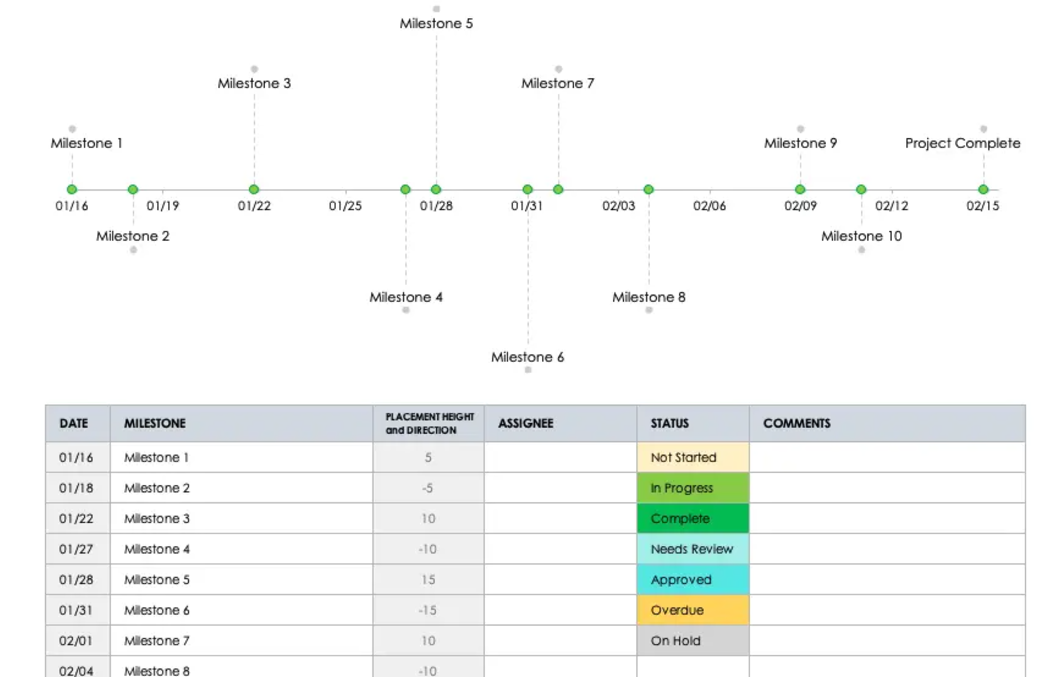 Milestone 5
Milestone 3
Milestone 7
Milestone 1
Milestone 9
Project Complete
01/16 01/19 01/22 01/25 01/28 01/31 02/03 02/06 02/09 02/12 02/15
Milestone 2
Milestone 10
Milestone 4
Milestone 8
Milestone 6
DATE MILESTONE PLACEMENT HEIGHT and DIRECTION ASSIGNEE STATUS COMMENTS
01/16 Milestone 1 5 Not Started
01/18 Milestone 2 -5 In Progress
01/22 Milestone 3 10 Complete
01/27 Milestone 4 -10 Needs Review
01/28 Milestone 5 15 Approved
01/31 Milestone 6 -15 Overdue
02/01 Milestone 7 10 On Hold
02/04 Milestone 8 -10